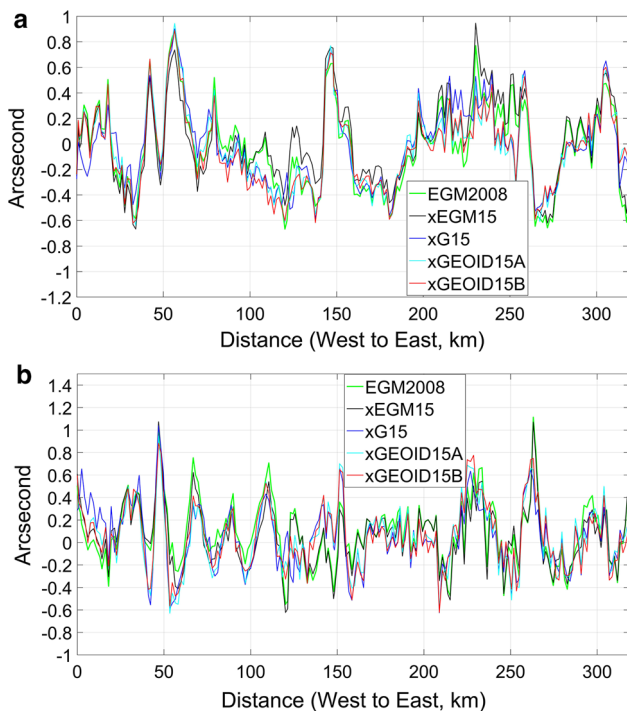 a
1
0.8
0.6
0.4
0.2
0
-0.2
-0.4
-0.6
-0.8
-1
-1.2
Arcsecond
EGM2008
xEGM15
xG15
xGEOID15A
xGEOID15B
0 50 100 150 200 250 300
Distance (West to East, km)
b
1.4
1.2
1
0.8
0.6
0.4
0.2
0
-0.2
-0.4
-0.6
-0.8
-1
Arcsecond
EGM2008
xEGM15
xG15
xGEOID15A
xGEOID15B
0 50 100 150 200 250 300
Distance (West to East, km)